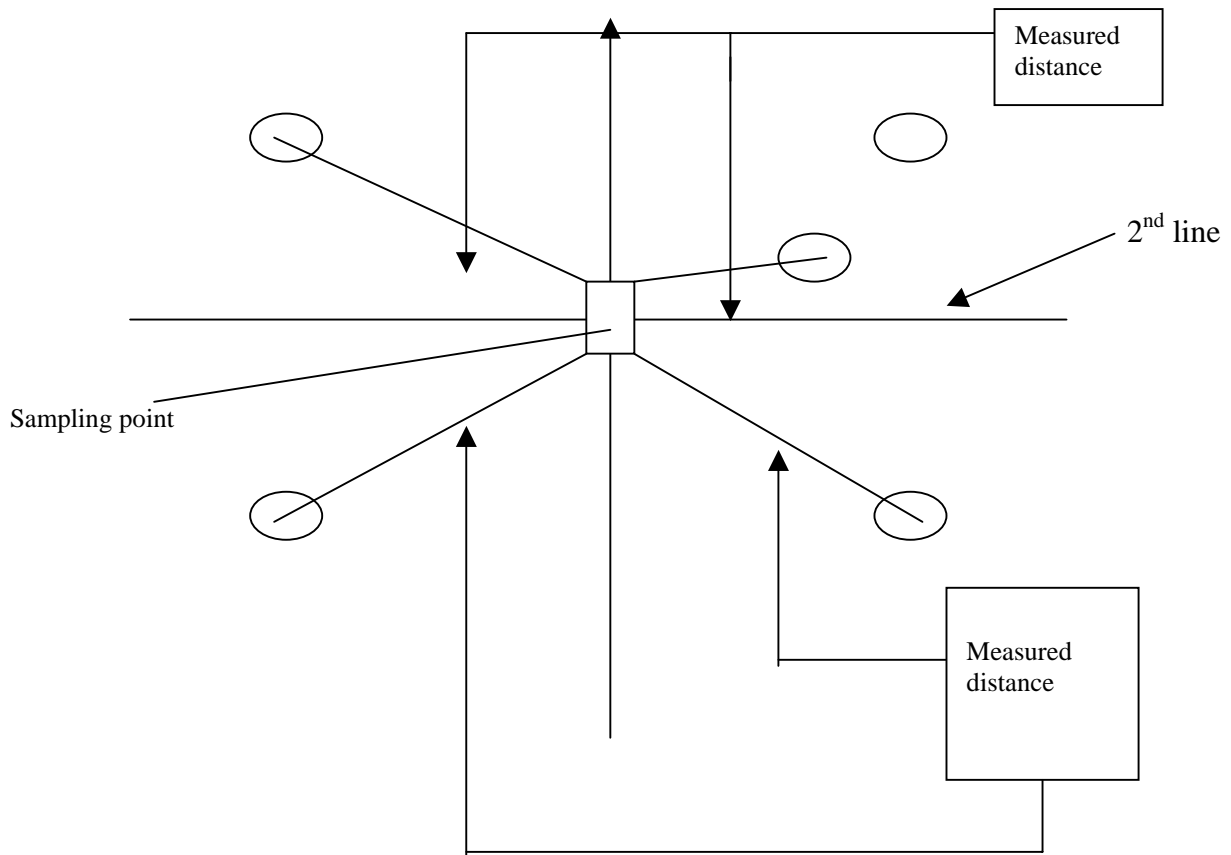 Measured
distance
2nd line
Sampling point
Measured
distance